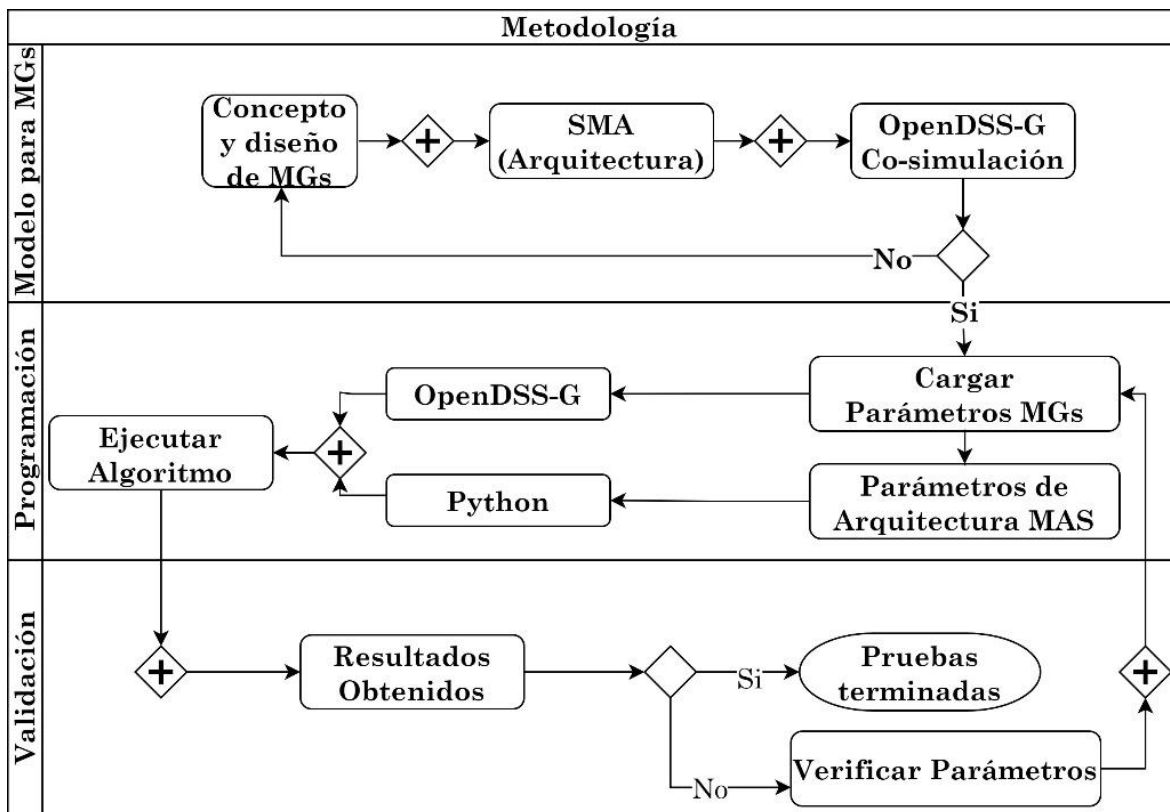 Metodología
Modelo para MGs
Concepto
y diseño
de MGs
SMA
(Arquitectura)
OpenDSS-G
Co-simulación
No
Si
Programación
Cargar
Parámetros MGs
OpenDSS-G
Ejecutar
Algoritmo
Python
Parámetros de
Arquitectura MAS
Validación
Resultados
Obtenidos
Si
Pruebas
terminadas
No
Verificar Parámetros